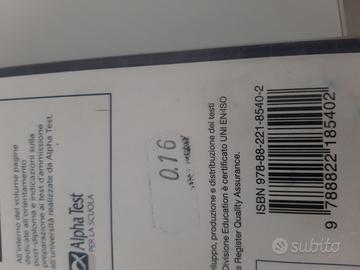 All'interno del volume pagine
dedicate all'orientamento
post-diploma e indicazioni sulla
preparazione ai test d'ammissione
all'università realizzate da Alpha Test.
Alpha Test
PER LA SCUOLA
0.16
sviluppo, produzione e distribuzione dei testi
Divisione Education è certificato UNI EN ISO
Register Quality Assurance.
ISBN 978-88-221-8540-2
9 788822 185402
subito